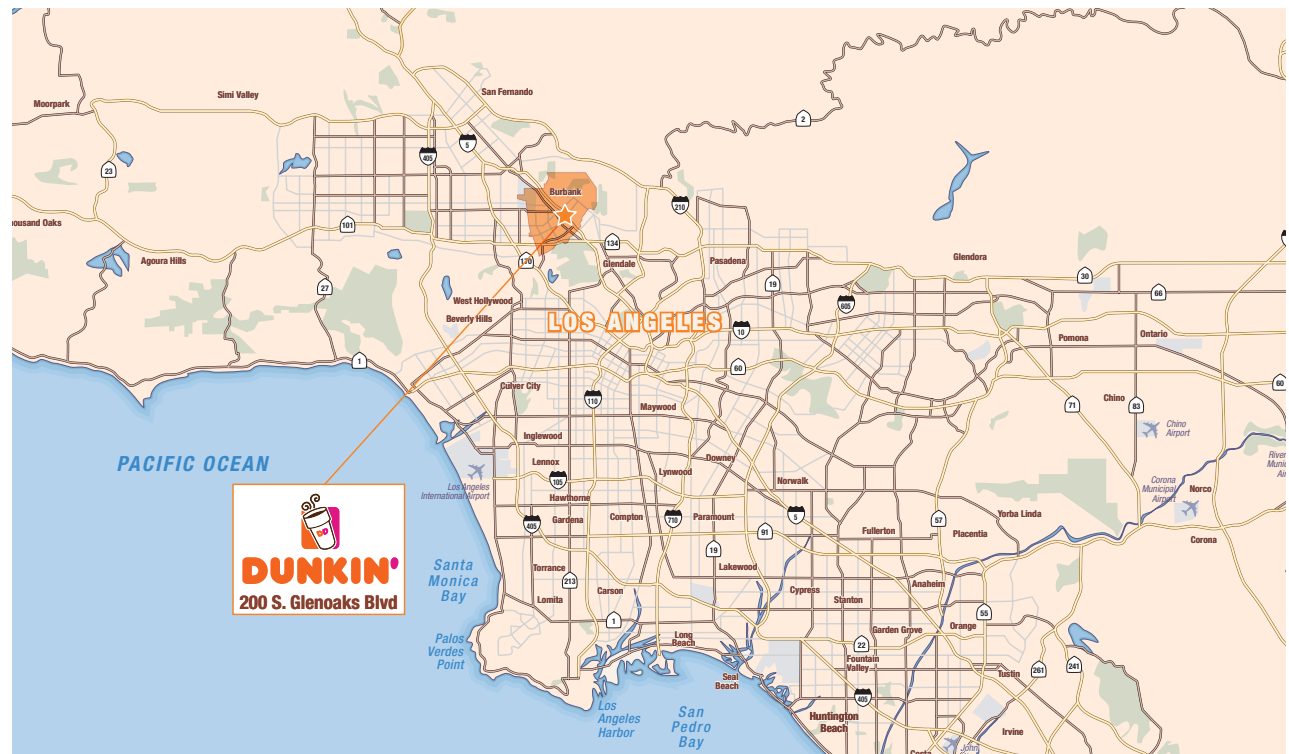 San Fernando
Simi Valley
Moorpark
2
5
405
23
Burbank
210
101
ousand Oaks
134
170
Glendale
Pasadena
Glendora
Agoura Hills
27
19
30
66
605
West Hollywood
Beverly Hills
LOS ANGELES
10
Pomona
Ontario
1
60
60
Culver City
110
Maywood
71
Chino
83
Chino
Airport
Inglewood
PACIFIC OCEAN
Lennox
Lynwood
Downey
Norwalk
Los Angeles
International Airport
105
Hawthorne
River
Munic
Air
Corona
Municipal
Airport
Norco
405
Gardena
Compton
710
Paramount
5
57
Yorba Linda
91
Fullerton
Placentia
Corona
19
DD
DUNKIN'
200 S. Glenoaks Blvd
Santa
Monica
Bay
Torrance
213
Lakewood
Carson
Cypress
Anaheim
Lomita
Stanton
1
55
Palos
Verdes
Point
Long
Beach
Garden Grove
Orange
22
Fountain
Valley
261
241
Tustin
Seal
Beach
405
Los
Angeles
Harbor
San
Pedro
Bay
Huntington
Beach
Irvine
Costa
John